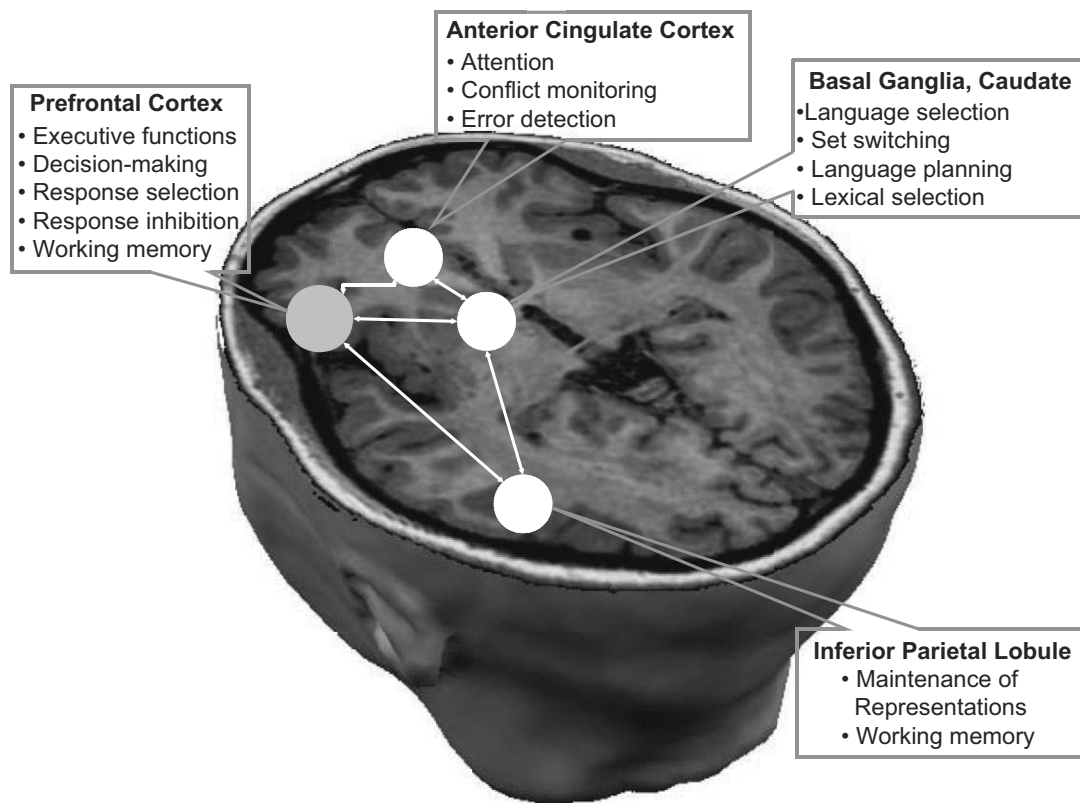 Anterior Cingulate Cortex
• Attention
• Conflict monitoring
• Error detection
Prefrontal Cortex
• Executive functions
• Decision-making
• Response selection
• Response inhibition
• Working memory
Basal Ganglia, Caudate
•Language selection
• Set switching
• Language planning
• Lexical selection
Inferior Parietal Lobule
• Maintenance of
Representations
• Working memory